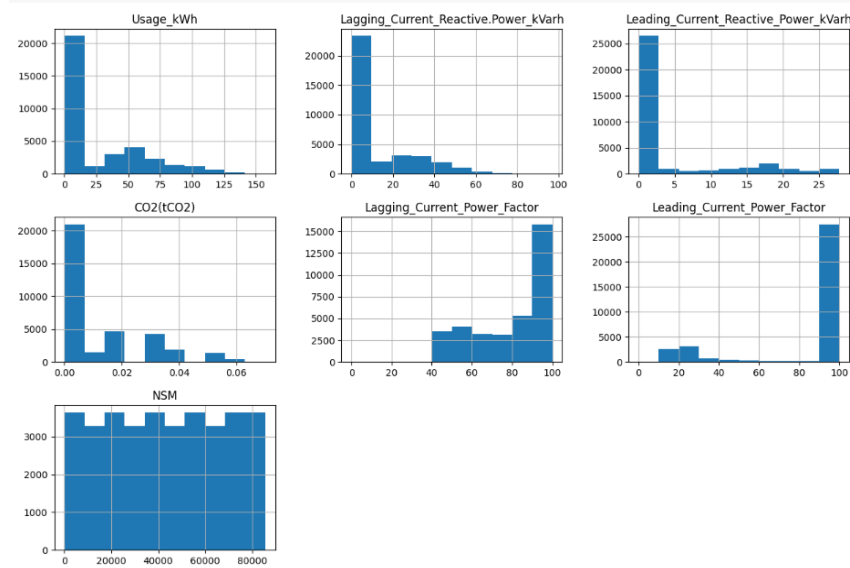 Usage_kWh
20000
15000
10000
5000
0
0 25 50 75 100 125 150
Lagging_Current_Reactive.Power_kVarh
20000
15000
10000
5000
0
0 20 40 60 80 100
Leading_Current_Reactive_Power_kVarh
25000
20000
15000
10000
5000
0
0 5 10 15 20 25
CO2(tCO2)
20000
15000
10000
5000
0
0.00 0.02 0.04 0.06
Lagging_Current_Power_Factor
15000
12500
10000
7500
5000
2500
0
0 20 40 60 80 100
Leading_Current_Power_Factor
25000
20000
15000
10000
5000
0
0 20 40 60 80 100
NSM
3000
2000
1000
0
0 20000 40000 60000 80000